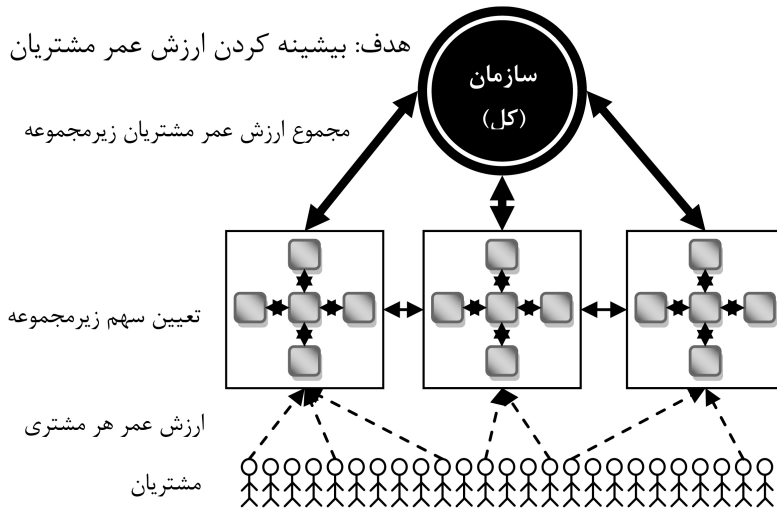 هدف: بیشینه کردن ارزش عمر مشتریان
سازمان
(کل)
مجموع ارزش عمر مشتریان زیرمجموعه
تعیین سهم زیرمجموعه
ارزش عمر هر مشتری
مشتریان